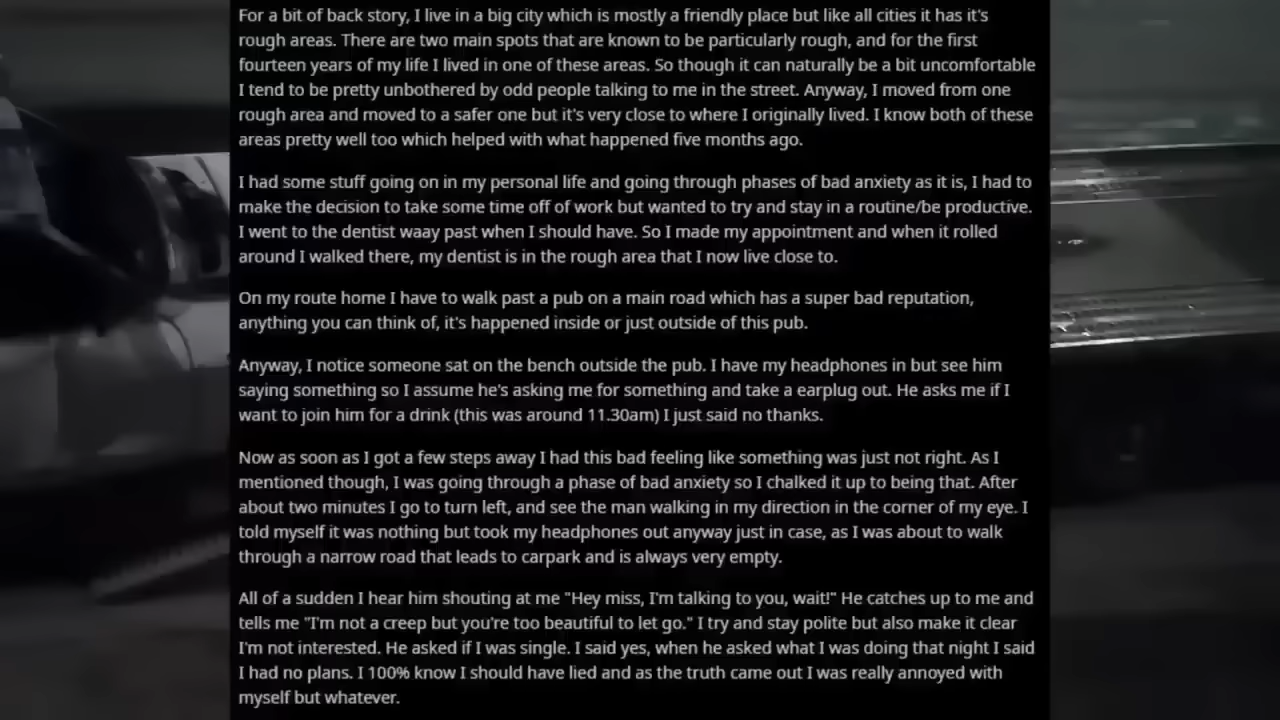 For a bit of back story, I live in a big city which is mostly a friendly place but like all cities it has it's
rough areas. There are two main spots that are known to be particularly rough, and for the first
fourteen years of my life I lived in one of these areas. So though it can naturally be a bit uncomfortable
I tend to be pretty unbothered by odd people talking to me in the street. Anyway, I moved from one
rough area and moved to a safer one but it's very close to where I originally lived. I know both of these
areas pretty well too which helped with what happened five months ago.
I had some stuff going on in my personal life and going through phases of bad anxiety as it is, I had to
make the decision to take some time off of work but wanted to try and stay in a routine/be productive.
I went to the dentist waay past when I should have. So I made my appointment and when it rolled
around I walked there, my dentist is in the rough area that I now live close to.
On my route home I have to walk past a pub on a main road which has a super bad reputation,
anything you can think of, it's happened inside or just outside of this pub.
Anyway, I notice someone sat on the bench outside the pub. I have my headphones in but see him
saying something so I assume he's asking me for something and take a earplug out. He asks me if I
want to join him for a drink (this was around 11.30am) I just said no thanks.
Now as soon as I got a few steps away I had this bad feeling like something was just not right. As I
mentioned though, I was going through a phase of bad anxiety so I chalked it up to being that. After
about two minutes I go to turn left, and see the man walking in my direction in the corner of my eye. I
told myself it was nothing but took my headphones out anyway just in case, as I was about to walk
through a narrow road that leads to carpark and is always very empty.
All of a sudden I hear him shouting at me "Hey miss, I'm talking to you, wait!" He catches up to me and
tells me "I'm not a creep but you're too beautiful to let go." I try and stay polite but also make it clear
I'm not interested. He asked if I was single. I said yes, when he asked what I was doing that night I said
I had no plans. I 100% know I should have lied and as the truth came out I was really annoyed with
myself but whatever.